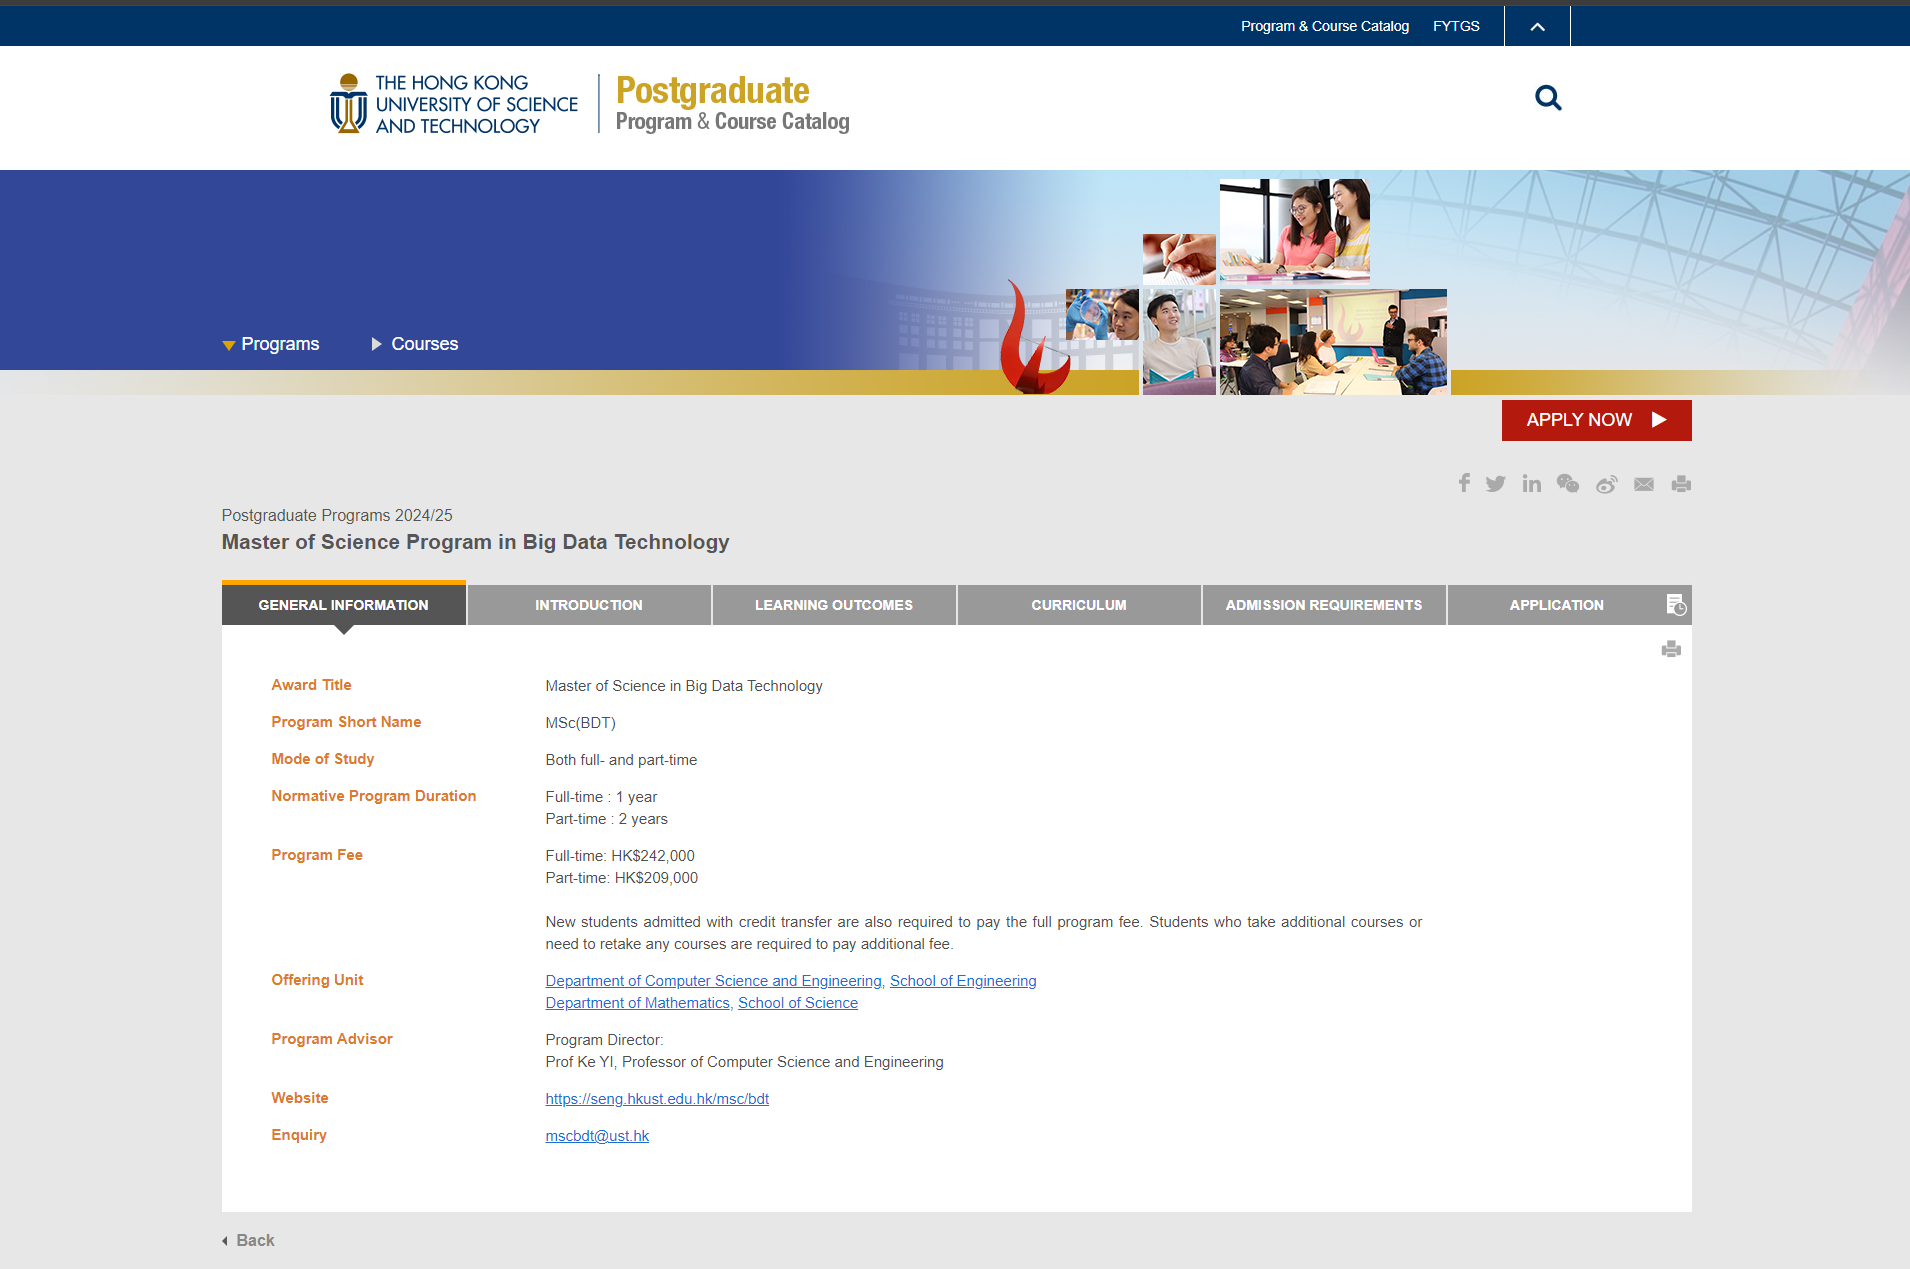 Program & Course Catalog FYTGS
THE HONG KONG
UNIVERSITY OF SCIENCE
AND TECHNOLOGY
Postgraduate
Program & Course Catalog
Programs Courses
APPLY NOW
Postgraduate Programs 2024/25
Master of Science Program in Big Data Technology
GENERAL INFORMATION INTRODUCTION LEARNING OUTCOMES CURRICULUM ADMISSION REQUIREMENTS APPLICATION
Award Title Master of Science in Big Data Technology
Program Short Name MSc(BDT)
Mode of Study Both full- and part-time
Normative Program Duration Full-time : 1 year
Part-time : 2 years
Program Fee Full-time: HK$242,000
Part-time: HK$209,000
New students admitted with credit transfer are also required to pay the full program fee. Students who take additional courses or
need to retake any courses are required to pay additional fee.
Offering Unit Department of Computer Science and Engineering, School of Engineering
Department of Mathematics, School of Science
Program Advisor Program Director:
Prof Ke YI, Professor of Computer Science and Engineering
Website https://seng.hkust.edu.hk/msc/bdt
Enquiry mscbdt@ust.hk
Back